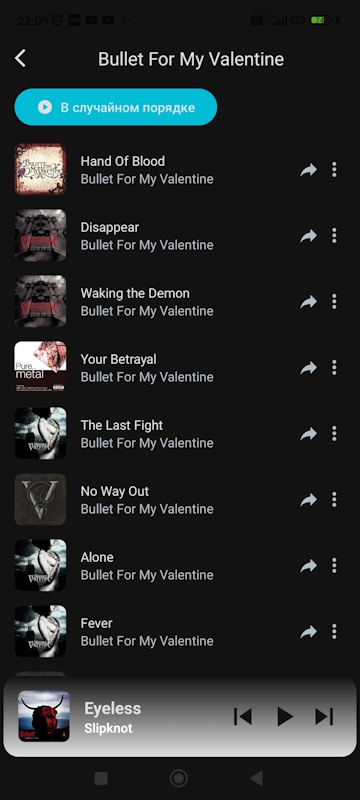 22:09
Bullet For My Valentine
В случайном порядке
Hand Of Blood
Bullet For My Valentine
Disappear
Bullet For My Valentine
Waking the Demon
Bullet For My Valentine
Pure...
metal
Your Betrayal
Bullet For My Valentine
The Last Fight
Bullet For My Valentine
No Way Out
Bullet For My Valentine
Alone
Bullet For My Valentine
Fever
Bullet For My Valentine
Eyeless
Slipknot